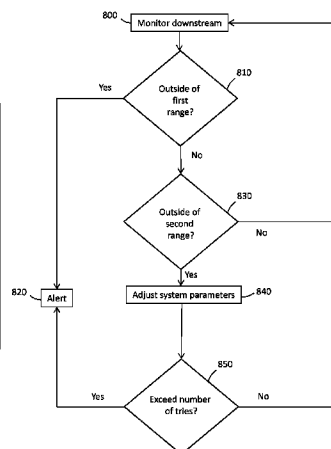 800
Monitor downstream
810
Yes
Outside of
first
range?
No
830
Outside of
second
range?
No
Yes
820
Alert
Adjust system parameters
840
850
Yes
Exceed number
of tries?
No